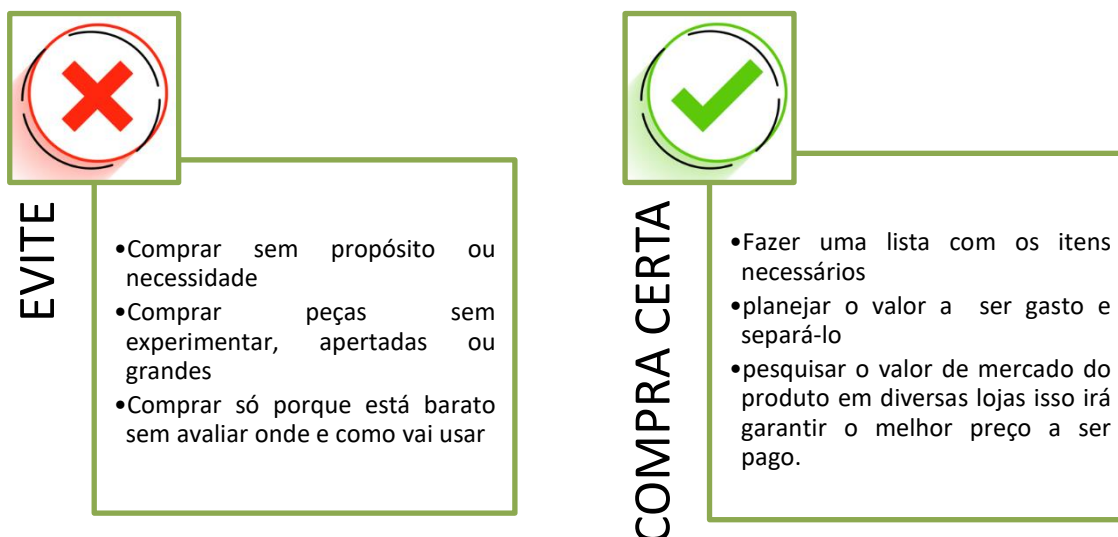 EVITE
•Comprar sem propósito ou
necessidade
•Comprar peças sem
experimentar, apertadas ou
grandes
•Comprar só porque está barato
sem avaliar onde e como vai usar
COMPRA CERTA
•Fazer uma lista com os itens
necessários
•planejar o valor a ser gasto e
separá-lo
•pesquisar o valor de mercado do
produto em diversas lojas isso irá
garantir o melhor preço a ser
pago.